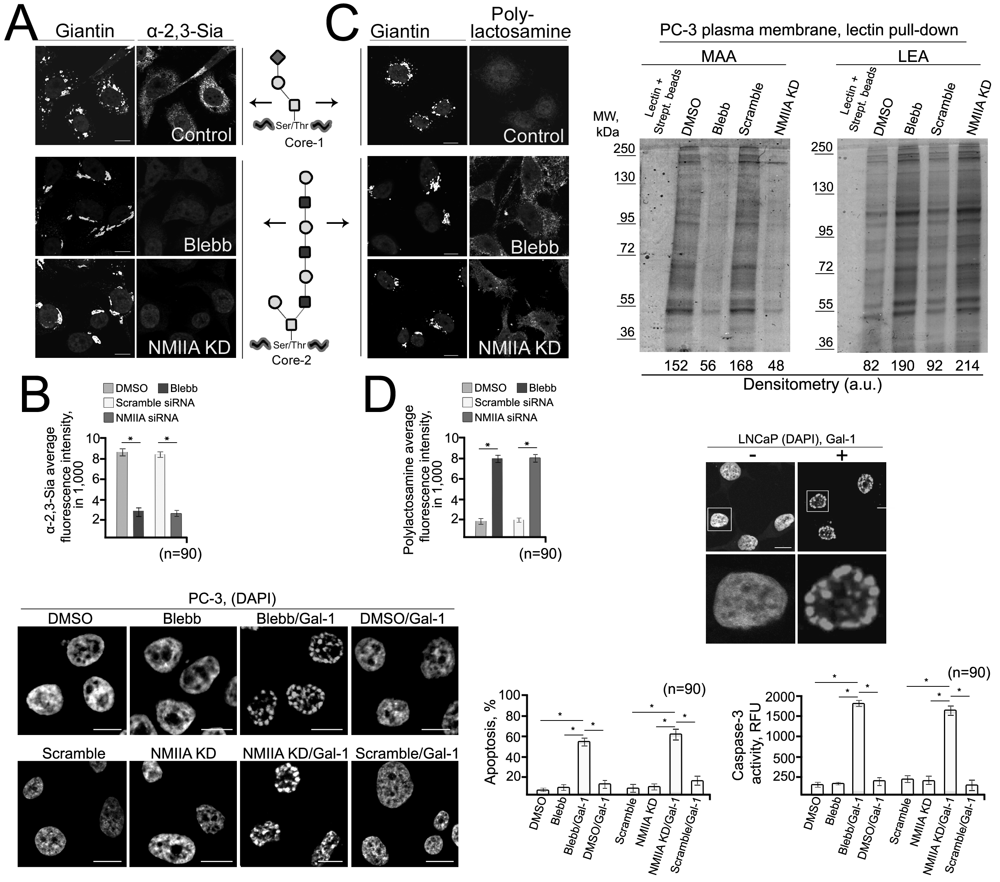 A
Giantin
α-2,3-Sia
Control
Blebb
NMIIA KD
Ser/Thr
Core-1
Ser/Thr
Core-2
C
Giantin
Poly-
lactosamine
Control
Blebb
NMIIA KD
PC-3 plasma membrane, lectin pull-down
MAA
LEA
Lectin +
Strept. beads
DMSO
Blebb
Scramble
NMIIA KD
Lectin +
Strept. beads
DMSO
Blebb
Scramble
NMIIA KD
MW,
kDa
250
130
95
72
55
36
250
130
95
72
55
36
152 56 168 48
82 190 92 214
Densitometry (a.u.)
B
DMSO Blebb
Scramble siRNA
NMIIA siRNA
α-2,3-Sia average
fluorescence intensity,
in 1,000
10
8
6
4
2
* *
(n=90)
D
DMSO Blebb
Scramble siRNA
NMIIA siRNA
Polylactosamine average
fluorescence intensity,
in 1,000
10
8
6
4
2
* *
(n=90)
LNCaP (DAPI), Gal-1
- +
PC-3, (DAPI)
DMSO
Blebb
Blebb/Gal-1
DMSO/Gal-1
Scramble
NMIIA KD
NMIIA KD/Gal-1
Scramble/Gal-1
(n=90)
Apoptosis, %
100
80
60
40
20
* * * * * *
DMSO
Blebb
Blebb/Gal-1
DMSO/Gal-1
Scramble
NMIIA KD
NMIIA KD/Gal-1
Scramble/Gal-1
(n=90)
Caspase-3
activity, RFU
2000
1500
1000
500
250
* * * * * *
DMSO
Blebb
Blebb/Gal-1
DMSO/Gal-1
Scramble
NMIIA KD
NMIIA KD/Gal-1
Scramble/Gal-1